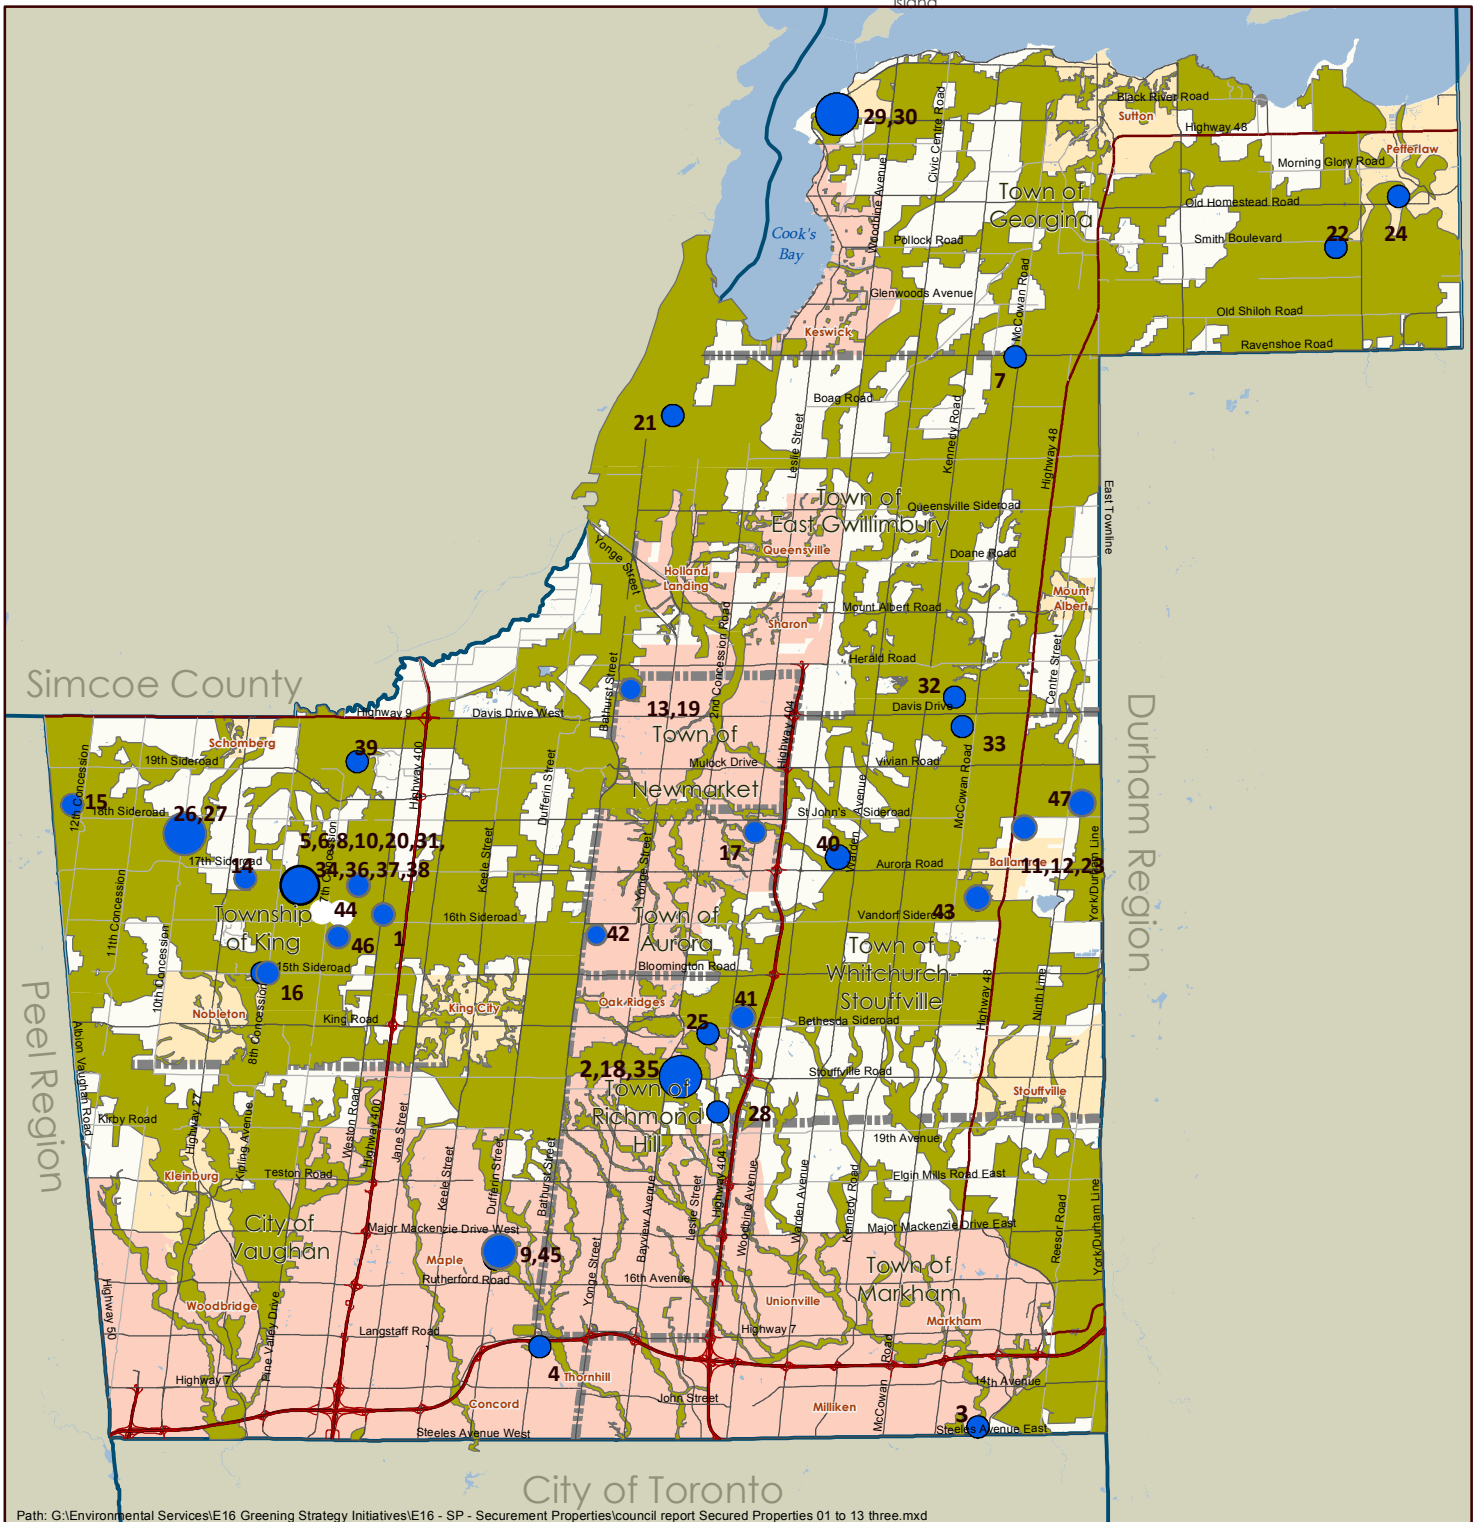 Island
Black River Road
Sutton
Highway 48
Pefferlaw
Morning Glory Road
29,30
Civic Centre Road
Woodbine Avenue
Town of
Georgina
Old Homestead Road
Cook's
Bay
Pollock Road
Smith Boulevard
22
24
McCowan Road
Glenwoods Avenue
Old Shiloh Road
Keswick
Ravenshoe Road
7
Boag Road
21
Leslie Street
Kennedy Road
Highway 48
East Townline
Town of
East Gwillimbury
Queensville Sideroad
Yonge Street
Queensville
Doane Road
Holland
Landing
Mount
Albert
Mount Albert Road
Sharon
2nd Concession Road
Herald Road
Centre Street
Simcoe County
Bathurst Street
32
Davis Drive
13,19
Highway 9
Davis Drive West
Highway 404
Durham Region
Town of
Newmarket
33
Schomberg
39
19th Sideroad
Highway 400
Dufferin Street
Mulock Drive
Vivian Road
McCowan Road
12th Concession
15
18th Sideroad
26,27
47
St John's Sideroad
Warden Avenue
5,6,8,10,20,31,
34,36,37,38
17th Sideroad
14
7th Concession
Keele Street
Yonge Street
17
40
Aurora Road
Ballantrae
11,12,23
York/Durham Line
11th Concession
44
Township
of King
16th Sideroad
1
46
42
Town of
Aurora
Vandorf Sideroad
43
Town of
Whitchurch-
Stouffville
15th Sideroad
16
Bloomington Road
10th Concession
8th Concession
Nobleton
King Road
King City
Oak Ridges
41
25
Bethesda Sideroad
Highway 48
Ninth Line
Peel Region
Albion Vaughan Road
2,18,35
Stouffville Road
Stouffville
Town of
Richmond
Hill
28
Kirby Road
Highway 27
Kipling Avenue
Weston Road
Highway 400
Jane Street
19th Avenue
Kleinburg
Teston Road
Keele Street
Dufferin Street
Bathurst Street
Bayview Avenue
Leslie Street
Highway 404
Woodbine Avenue
Warden Avenue
Kennedy Road
Elgin Mills Road East
Reesor Road
York/Durham Line
City of
Vaughan
Major Mackenzie Drive West
Major Mackenzie Drive East
Maple
9,45
Rutherford Road
Yonge Street
16th Avenue
Town of
Markham
Highway 50
Woodbridge
Pine Valley Drive
Unionville
Markham
Langstaff Road
Highway 7
Highway 7
4
Thornhill
McCowan Road
14th Avenue
John Street
Concord
Milliken
3
Steeles Avenue West
Steeles Avenue East
City of Toronto
Path: G:\Environmental Services\E16 Greening Strategy Initiatives\E16 - SP - Securement Properties\council report Secured Properties 01 to 13 three.mxd